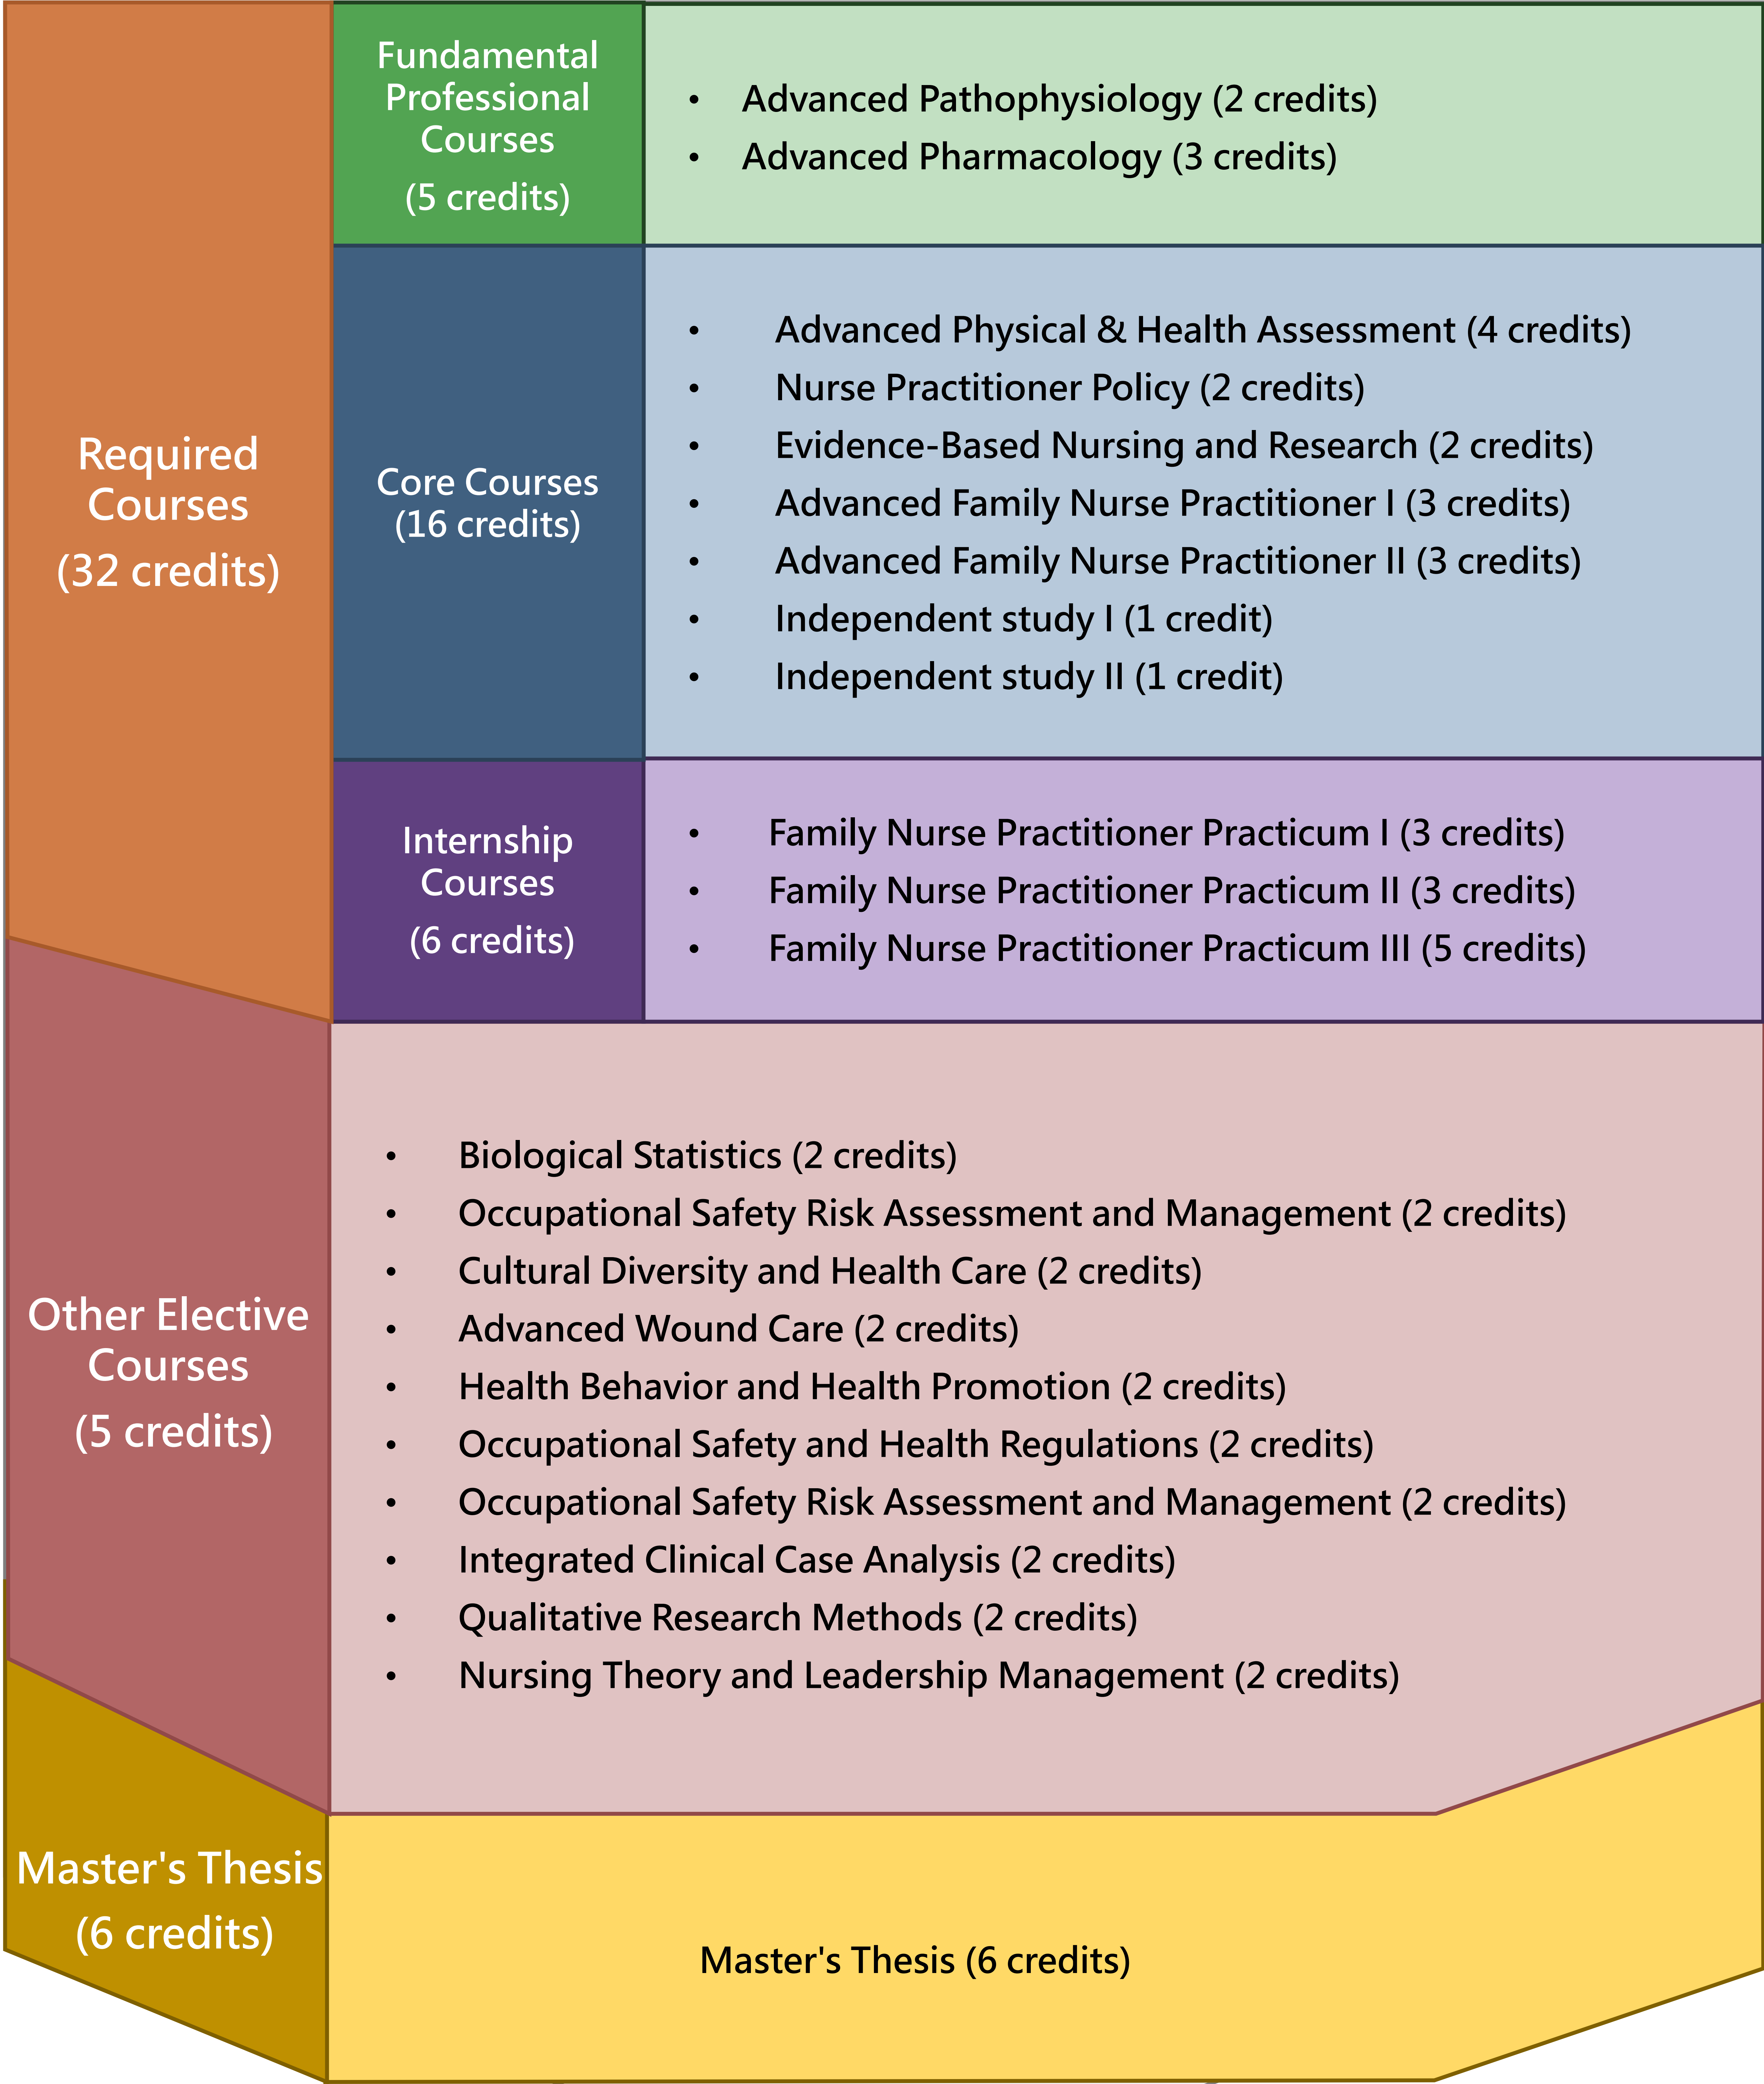 Required
Courses
(32 credits)
Fundamental
Professional
Courses
(5 credits)
• Advanced Pathophysiology (2 credits)
• Advanced Pharmacology (3 credits)
Core Courses
(16 credits)
• Advanced Physical & Health Assessment (4 credits)
• Nurse Practitioner Policy (2 credits)
• Evidence-Based Nursing and Research (2 credits)
• Advanced Family Nurse Practitioner I (3 credits)
• Advanced Family Nurse Practitioner II (3 credits)
• Independent study I (1 credit)
• Independent study II (1 credit)
Internship
Courses
(6 credits)
• Family Nurse Practitioner Practicum I (3 credits)
• Family Nurse Practitioner Practicum II (3 credits)
• Family Nurse Practitioner Practicum III (5 credits)
Other Elective
Courses
(5 credits)
• Biological Statistics (2 credits)
• Occupational Safety Risk Assessment and Management (2 credits)
• Cultural Diversity and Health Care (2 credits)
• Advanced Wound Care (2 credits)
• Health Behavior and Health Promotion (2 credits)
• Occupational Safety and Health Regulations (2 credits)
• Occupational Safety Risk Assessment and Management (2 credits)
• Integrated Clinical Case Analysis (2 credits)
• Qualitative Research Methods (2 credits)
• Nursing Theory and Leadership Management (2 credits)
Master's Thesis
(6 credits)
Master's Thesis (6 credits)